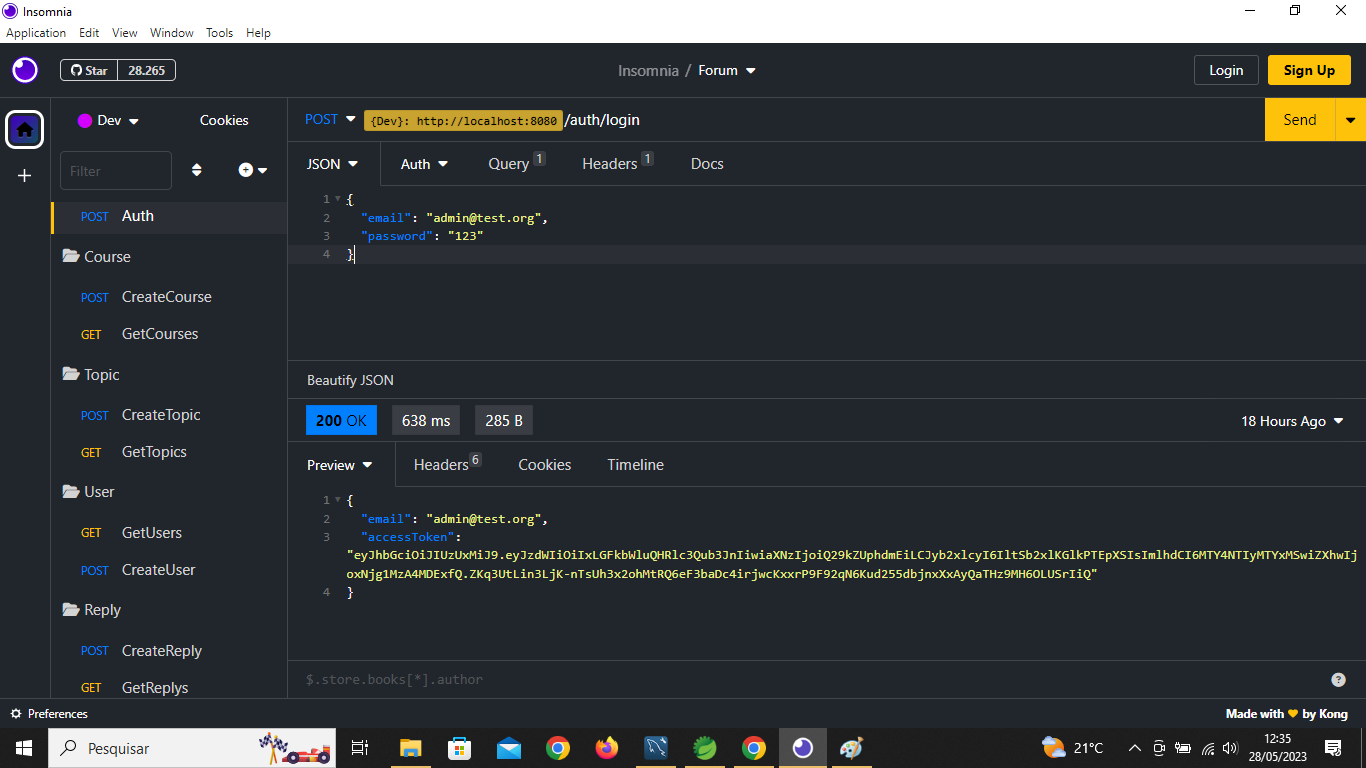 Insomnia
Application Edit View Window Tools Help
Star 28.265
Insomnia / Forum
Login Sign Up
Dev Cookies
POST {Dev}: http://localhost:8080 /auth/login
Send
Filter
JSON Auth Query 1 Headers 1 Docs
POST Auth
Course
POST CreateCourse
GET GetCourses
Topic
POST CreateTopic
GET GetTopics
User
GET GetUsers
POST CreateUser
Reply
POST CreateReply
GET GetReplys
1 {
2 "email": "admin@test.org",
3 "password": "123"
4 }
Beautify JSON
200 OK 638 ms 285 B 18 Hours Ago
Preview Headers 6 Cookies Timeline
1 {
2 "email": "admin@test.org",
3 "accessToken":
"eyJhbGciOiJIUzUxMiJ9.eyJzdWIiOiIxLGFkbWluQHRlc3Qub3JnIiwiaXNzIjoiQ29kZUphdmEiLCJyb2xlcyI6IltSb2xlKGlkPTEpXSIsImlhdCI6MTY4NTIyMTYxMSwiZXhwIj
oxNjg1MzA4MDExfQ.ZKq3UtLin3LjK-nTsUh3x2ohMtRQ6eF3baDc4irjwcKxxrP9F92qN6Kud255dbjnxXxAyQaTHz9MH6OLUSrIiQ"
4 }
$.store.books[*].author
Preferences
Made with by Kong
Pesquisar
21°C
12:35
28/05/2023